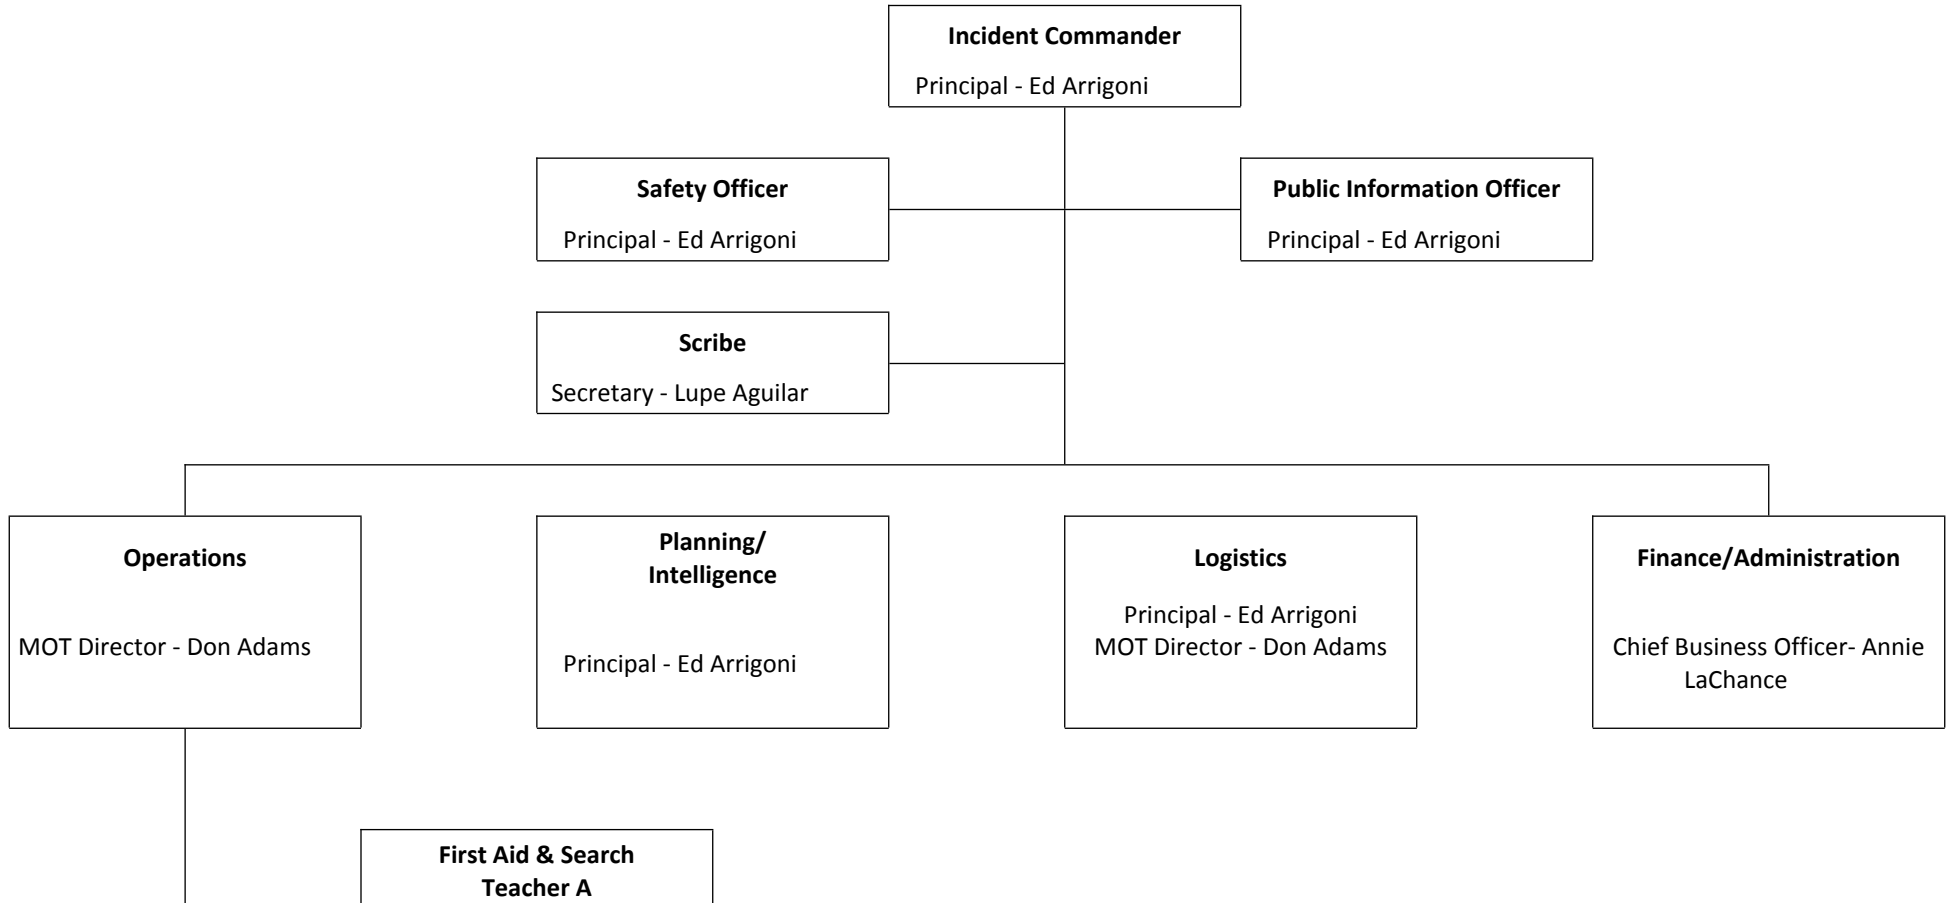 Incident Commander
Principal - Ed Arrigoni
Safety Officer
Principal - Ed Arrigoni
Public Information Officer
Principal - Ed Arrigoni
Scribe
Secretary - Lupe Aguilar
Operations
MOT Director - Don Adams
Planning/
Intelligence
Principal - Ed Arrigoni
Logistics
Principal - Ed Arrigoni
MOT Director - Don Adams
Finance/Administration
Chief Business Officer- Annie
LaChance
First Aid & Search
Teacher A